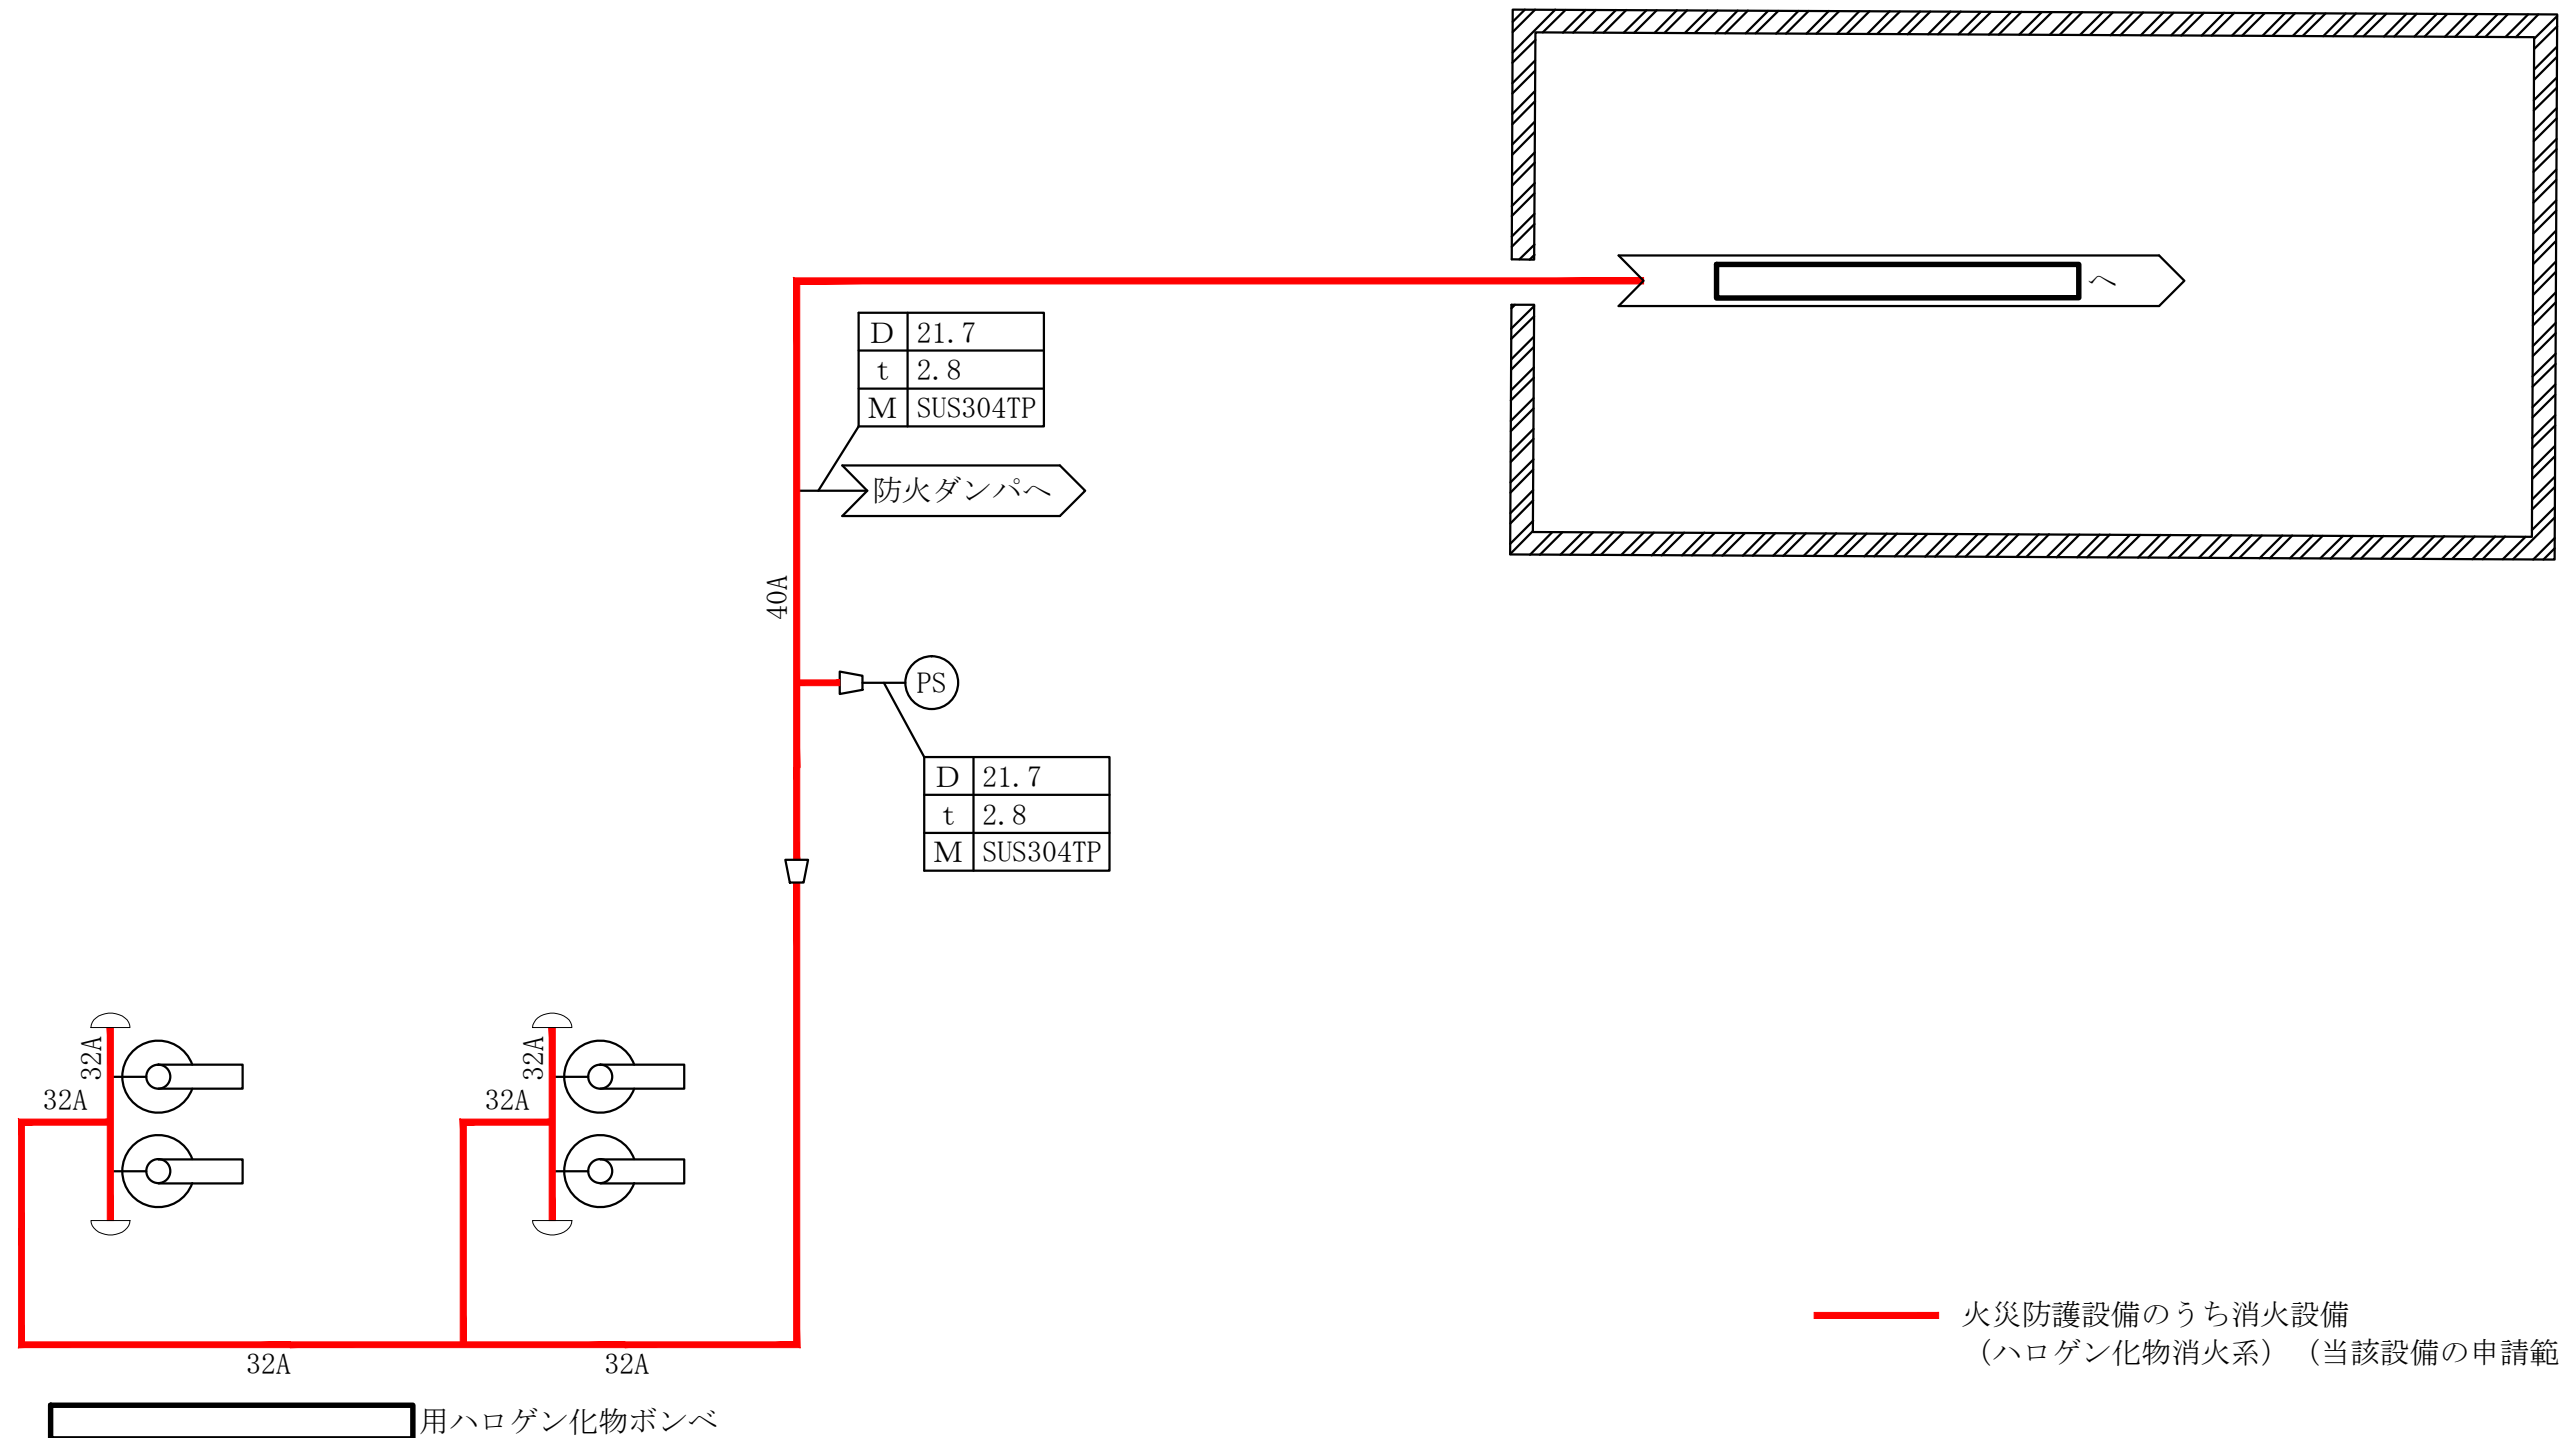 へ
D 21.7
t 2.8
M SUS304TP
防火ダンパへ
40A
PS
D 21.7
t 2.8
M SUS304TP
32A
32A
32A
32A
32A
32A
用ハロゲン化物ボンベ
火災防護設備のうち消火設備
（ハロゲン化物消火系）（当該設備の申請範